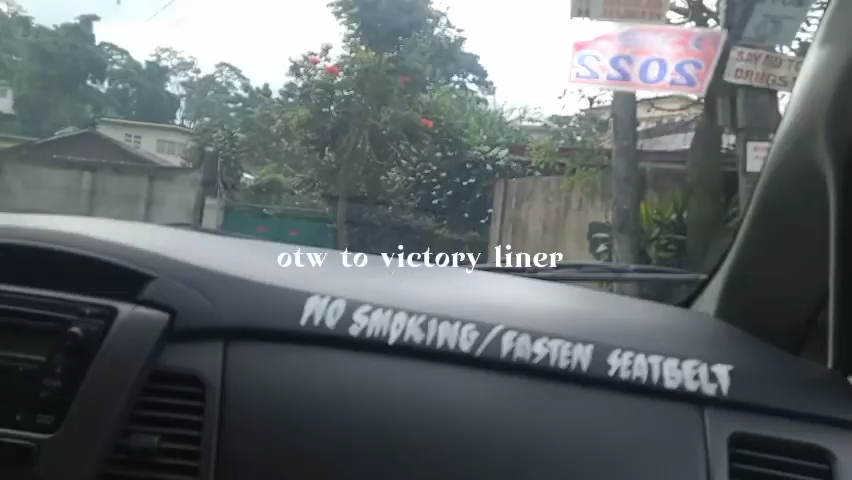 2022
SAY NO TO
DRUGS
otw to victory liner
NO SMOKING/FASTEN SEATBELT